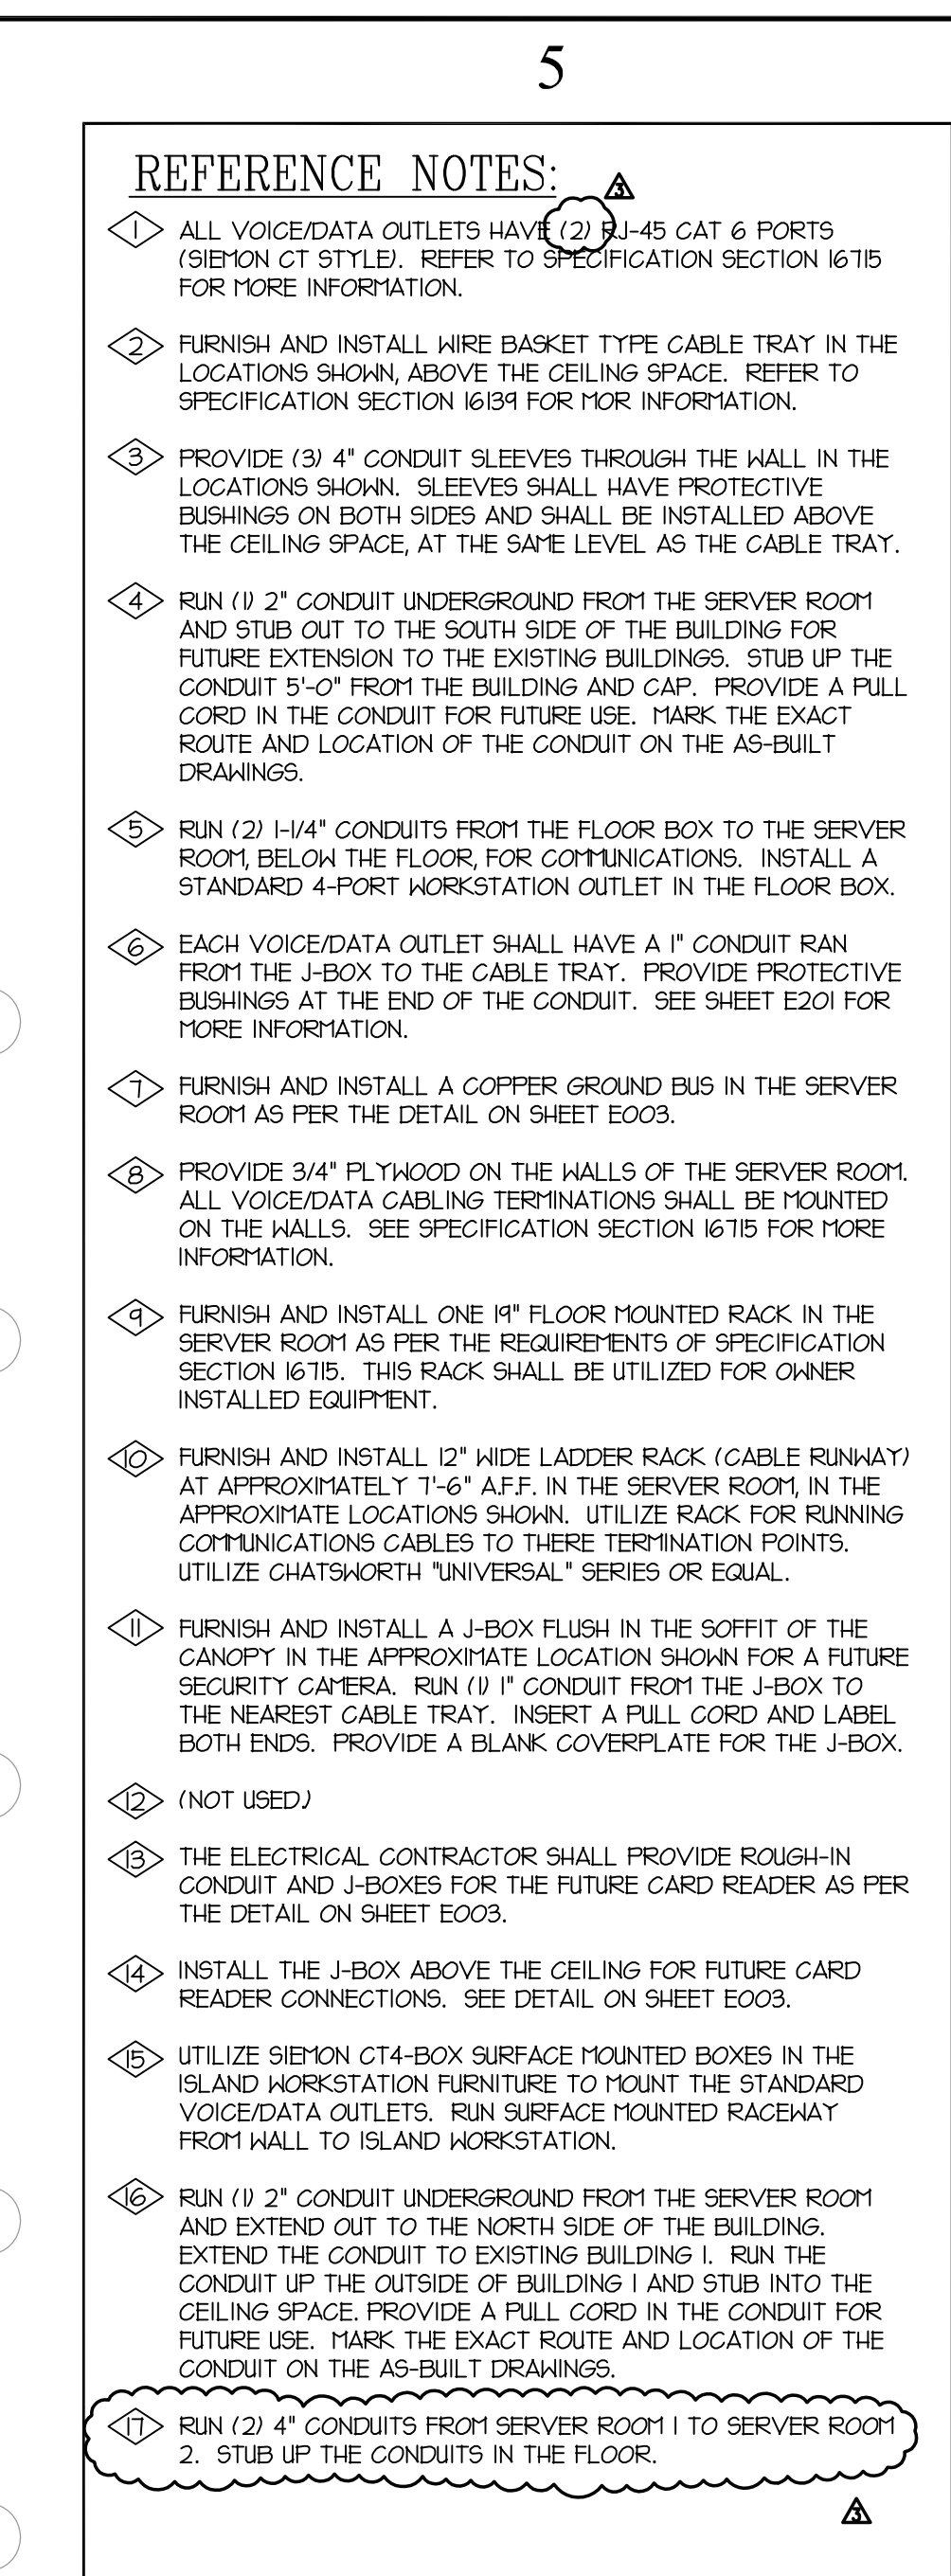 5
REFERENCE NOTES:
3
1 ALL VOICE/DATA OUTLETS HAVE (2) RJ-45 CAT 6 PORTS
(SIEMON CT STYLE). REFER TO SPECIFICATION SECTION 16715
FOR MORE INFORMATION.
2 FURNISH AND INSTALL WIRE BASKET TYPE CABLE TRAY IN THE
LOCATIONS SHOWN, ABOVE THE CEILING SPACE. REFER TO
SPECIFICATION SECTION 16139 FOR MOR INFORMATION.
3 PROVIDE (3) 4" CONDUIT SLEEVES THROUGH THE WALL IN THE
LOCATIONS SHOWN. SLEEVES SHALL HAVE PROTECTIVE
BUSHINGS ON BOTH SIDES AND SHALL BE INSTALLED ABOVE
THE CEILING SPACE, AT THE SAME LEVEL AS THE CABLE TRAY.
4 RUN (1) 2" CONDUIT UNDERGROUND FROM THE SERVER ROOM
AND STUB OUT TO THE SOUTH SIDE OF THE BUILDING FOR
FUTURE EXTENSION TO THE EXISTING BUILDINGS. STUB UP THE
CONDUIT 5'-0" FROM THE BUILDING AND CAP. PROVIDE A PULL
CORD IN THE CONDUIT FOR FUTURE USE. MARK THE EXACT
ROUTE AND LOCATION OF THE CONDUIT ON THE AS-BUILT
DRAWINGS.
5 RUN (2) 1-1/4" CONDUITS FROM THE FLOOR BOX TO THE SERVER
ROOM, BELOW THE FLOOR, FOR COMMUNICATIONS. INSTALL A
STANDARD 4-PORT WORKSTATION OUTLET IN THE FLOOR BOX.
6 EACH VOICE/DATA OUTLET SHALL HAVE A 1" CONDUIT RAN
FROM THE J-BOX TO THE CABLE TRAY. PROVIDE PROTECTIVE
BUSHINGS AT THE END OF THE CONDUIT. SEE SHEET E201 FOR
MORE INFORMATION.
7 FURNISH AND INSTALL A COPPER GROUND BUS IN THE SERVER
ROOM AS PER THE DETAIL ON SHEET E003.
8 PROVIDE 3/4" PLYWOOD ON THE WALLS OF THE SERVER ROOM.
ALL VOICE/DATA CABLING TERMINATIONS SHALL BE MOUNTED
ON THE WALLS. SEE SPECIFICATION SECTION 16715 FOR MORE
INFORMATION.
9 FURNISH AND INSTALL ONE 19" FLOOR MOUNTED RACK IN THE
SERVER ROOM AS PER THE REQUIREMENTS OF SPECIFICATION
SECTION 16715. THIS RACK SHALL BE UTILIZED FOR OWNER
INSTALLED EQUIPMENT.
10 FURNISH AND INSTALL 12" WIDE LADDER RACK (CABLE RUNWAY)
AT APPROXIMATELY 7'-6" A.F.F. IN THE SERVER ROOM, IN THE
APPROXIMATE LOCATIONS SHOWN. UTILIZE RACK FOR RUNNING
COMMUNICATIONS CABLES TO THERE TERMINATION POINTS.
UTILIZE CHATSWORTH "UNIVERSAL" SERIES OR EQUAL.
11 FURNISH AND INSTALL A J-BOX FLUSH IN THE SOFFIT OF THE
CANOPY IN THE APPROXIMATE LOCATION SHOWN FOR A FUTURE
SECURITY CAMERA. RUN (1) 1" CONDUIT FROM THE J-BOX TO
THE NEAREST CABLE TRAY. INSERT A PULL CORD AND LABEL
BOTH ENDS. PROVIDE A BLANK COVERPLATE FOR THE J-BOX.
12 (NOT USED.)
13 THE ELECTRICAL CONTRACTOR SHALL PROVIDE ROUGH-IN
CONDUIT AND J-BOXES FOR THE FUTURE CARD READER AS PER
THE DETAIL ON SHEET E003.
14 INSTALL THE J-BOX ABOVE THE CEILING FOR FUTURE CARD
READER CONNECTIONS. SEE DETAIL ON SHEET E003.
15 UTILIZE SIEMON CT4-BOX SURFACE MOUNTED BOXES IN THE
ISLAND WORKSTATION FURNITURE TO MOUNT THE STANDARD
VOICE/DATA OUTLETS. RUN SURFACE MOUNTED RACEWAY
FROM WALL TO ISLAND WORKSTATION.
16 RUN (1) 2" CONDUIT UNDERGROUND FROM THE SERVER ROOM
AND EXTEND OUT TO THE NORTH SIDE OF THE BUILDING.
EXTEND THE CONDUIT TO EXISTING BUILDING 1. RUN THE
CONDUIT UP THE OUTSIDE OF BUILDING 1 AND STUB INTO THE
CEILING SPACE. PROVIDE A PULL CORD IN THE CONDUIT FOR
FUTURE USE. MARK THE EXACT ROUTE AND LOCATION OF THE
CONDUIT ON THE AS-BUILT DRAWINGS.
17 RUN (2) 4" CONDUITS FROM SERVER ROOM 1 TO SERVER ROOM
2. STUB UP THE CONDUITS IN THE FLOOR.
3